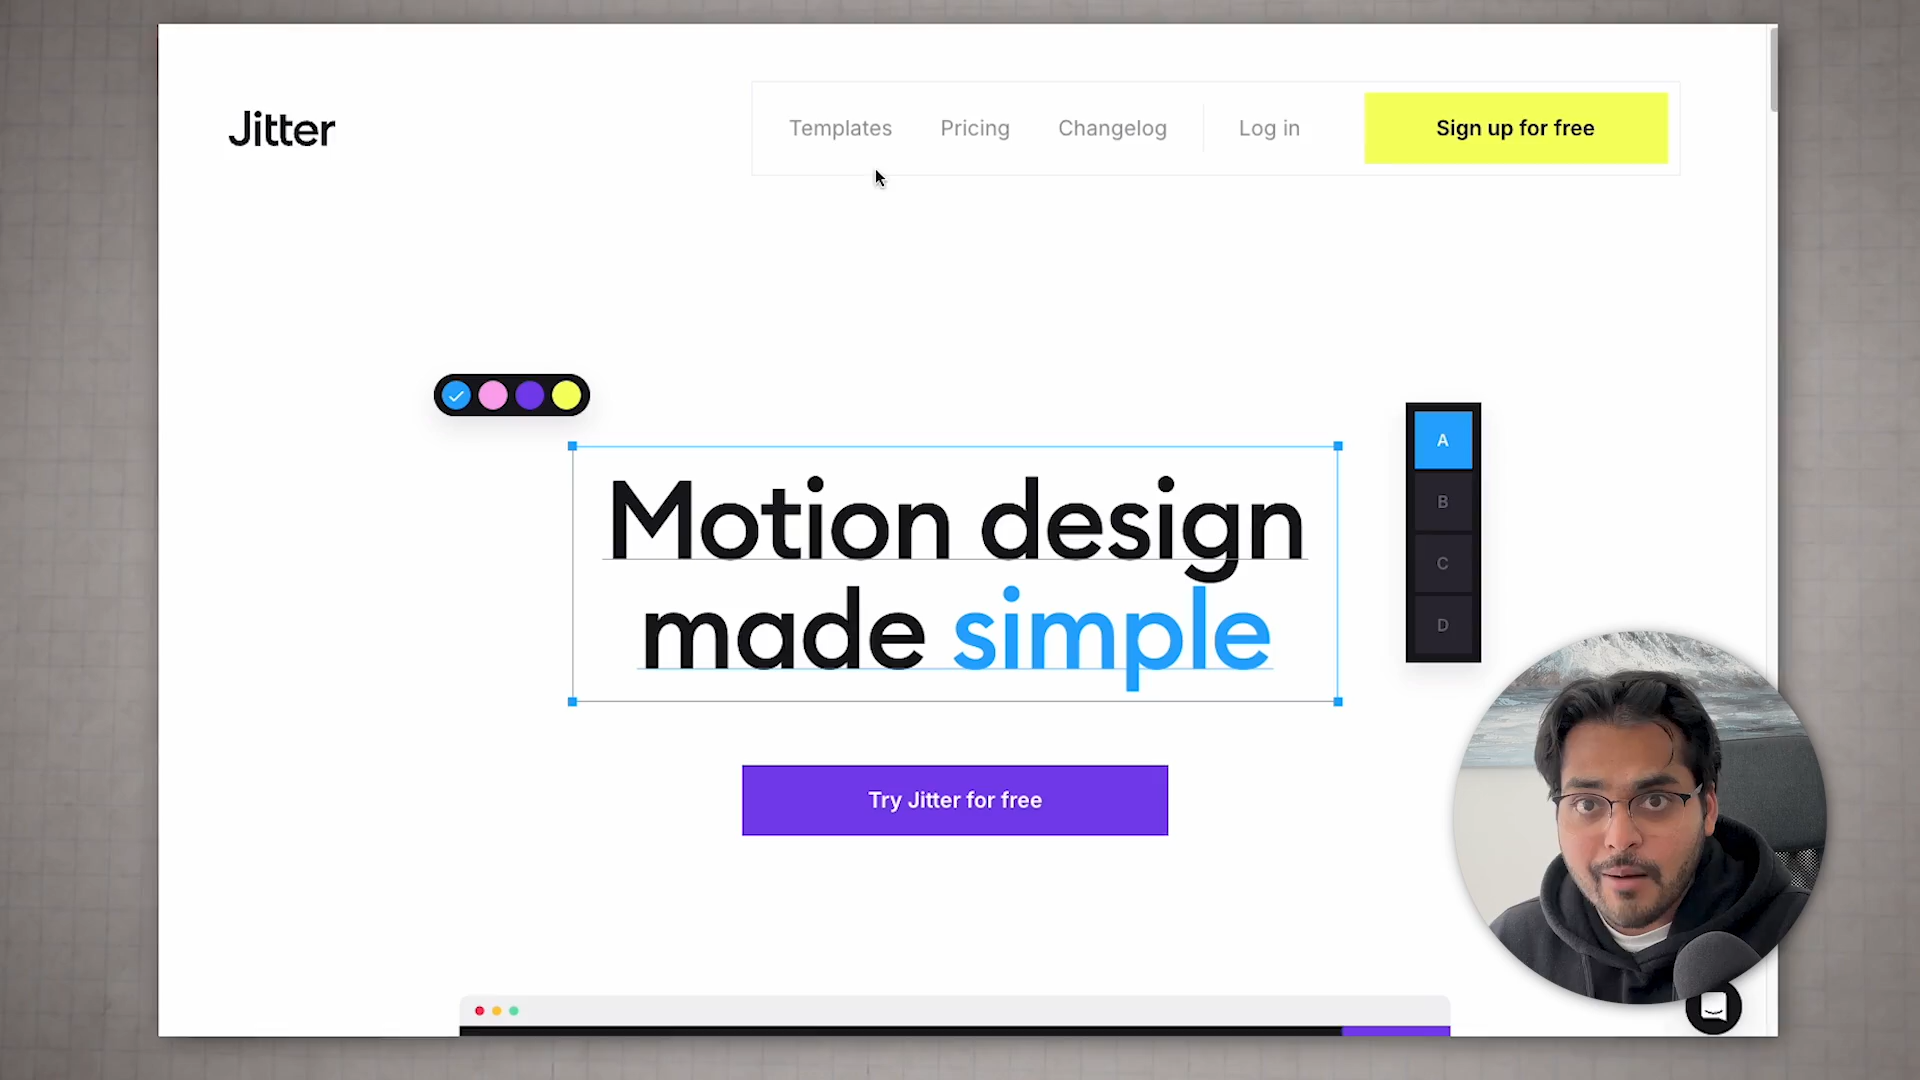 Jitter
Templates Pricing Changelog Log in Sign up for free
A
B
C
D
Motion design
made simple
Try Jitter for free